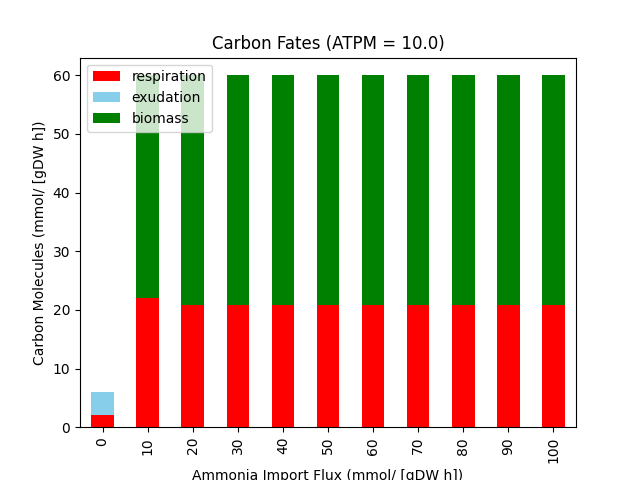 Carbon Fates (ATPM = 10.0)
respiration
exudation
biomass
Carbon Molecules (mmol/ [gDW h])
60
50
40
30
20
10
0
0 10 20 30 40 50 60 70 80 90 100
Ammonia Import Flux (mmol/ [gDW h])